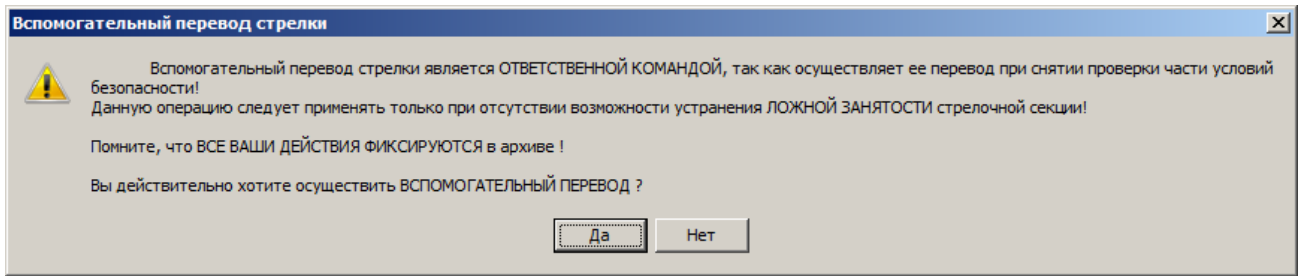 Вспомогательный перевод стрелки
Вспомогательный перевод стрелки является ОТВЕТСТВЕННОЙ КОМАНДОЙ, так как осуществляет ее перевод при снятии проверки части условий
безопасности!
Данную операцию следует применять только при отсутствии возможности устранения ЛОЖНОЙ ЗАНЯТОСТИ стрелочной секции!
Помните, что ВСЕ ВАШИ ДЕЙСТВИЯ ФИКСИРУЮТСЯ в архиве !
Вы действительно хотите осуществить ВСПОМОГАТЕЛЬНЫЙ ПЕРЕВОД ?
Да
Нет